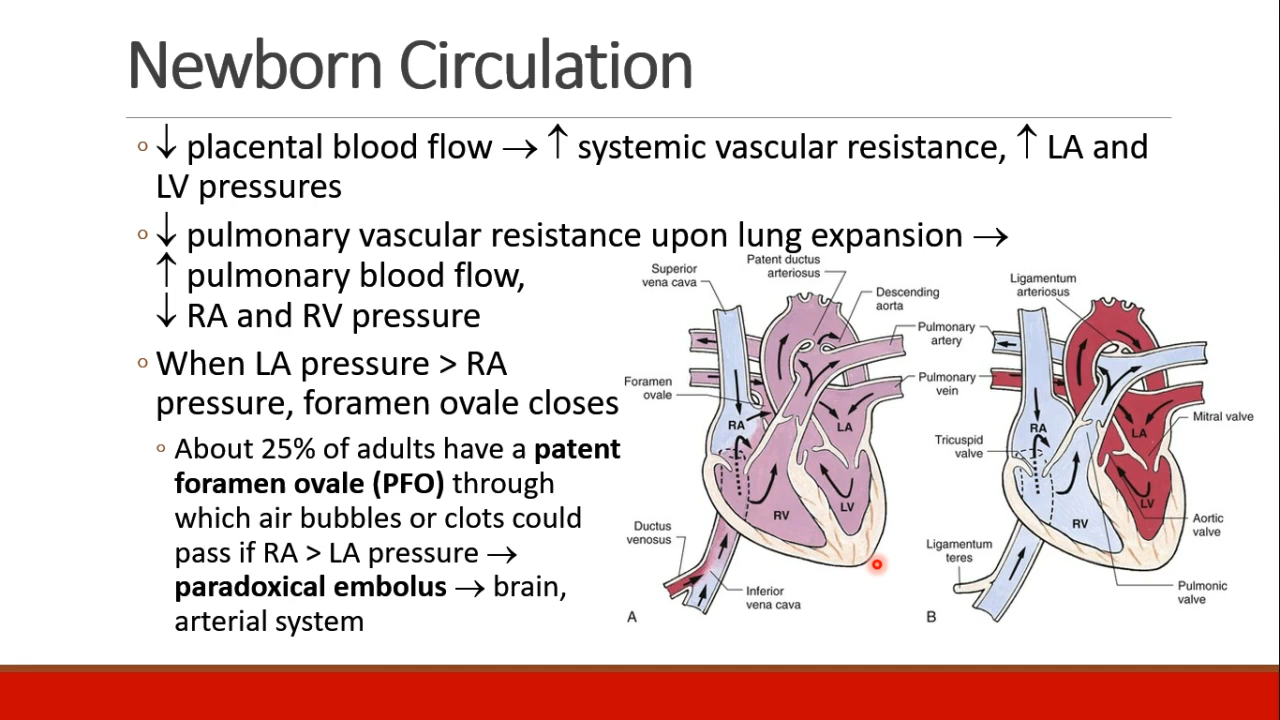 Newborn Circulation
↓ placental blood flow → ↑ systemic vascular resistance, ↑ LA and
LV pressures
↓ pulmonary vascular resistance upon lung expansion →
↑ pulmonary blood flow,
↓ RA and RV pressure
When LA pressure > RA
pressure, foramen ovale closes
About 25% of adults have a patent
foramen ovale (PFO) through
which air bubbles or clots could
pass if RA > LA pressure →
paradoxical embolus → brain,
arterial system
Superior
vena cava
Patent ductus
arteriosus
Descending
aorta
Pulmonary
artery
Pulmonary
vein
Foramen
ovale
RA
LA
RV
LV
Ductus
venosus
Inferior
vena cava
A
Ligamentum
arteriosus
Mitral valve
Tricuspid
valve
RA
LA
LV
RV
Aortic
valve
Ligamentum
teres
Pulmonic
valve
B